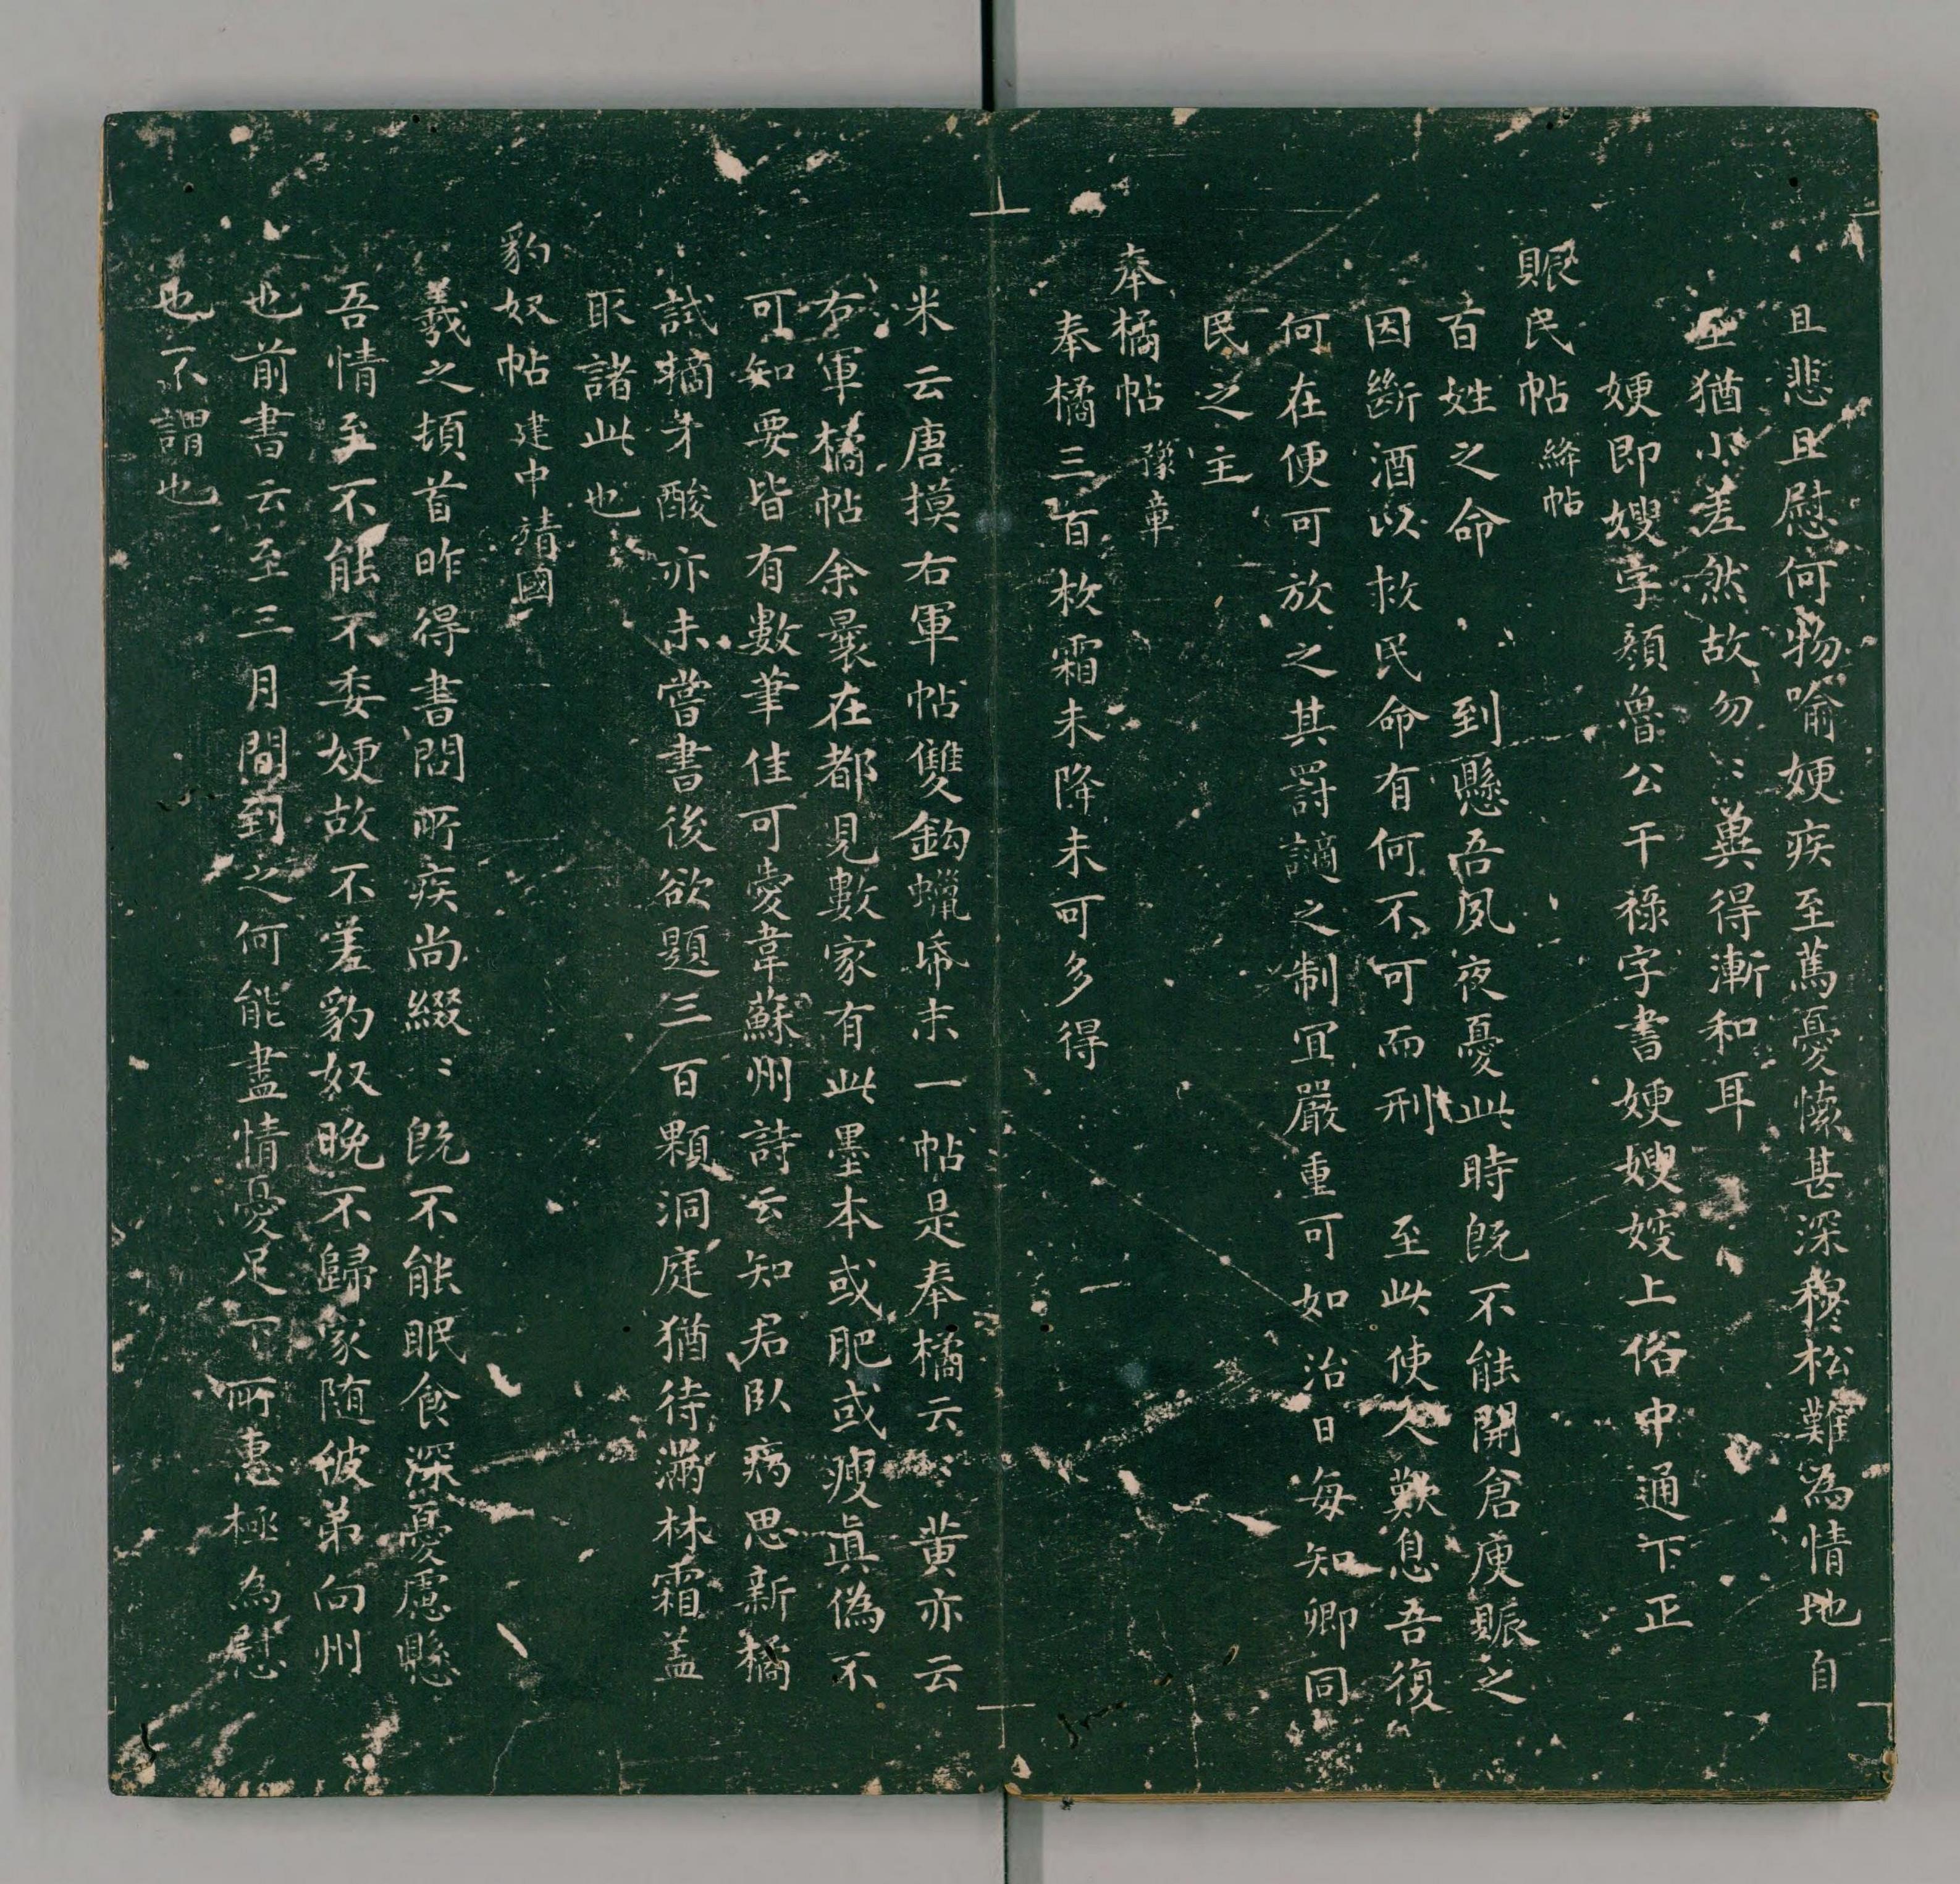 且悲且慰何物喻㛐疾至篤憂懷甚深穆松難為情地自
至猶小差然故勿〻冀得漸和耳
㛐即嫂字顏魯公干祿字書㛐嫂㛮上俗中通下正
賑民帖 絳帖
百姓之命　到懸吾夙夜憂此時既不能開倉庾賑之
因斷酒以救民命有何不可而刑　至此使人歎息吾復
何在便可放之其罸謫之制宜嚴重可如治日每知卿同
民之主
奉橘帖 豫章
奉橘三百枚霜未降未可多得
米云唐摸右軍帖雙鈎蠟帋末一帖是奉橘云〻黄亦云
右軍橘帖余曩在都見數家有此墨本或肥或瘦真偽不
可知要皆有數筆佳可愛韋蘇州詩云知君臥病思新橘
試摘才酸亦未嘗書後欲題三百顆洞庭猶待滿林霜盖
取諸此也
豹奴帖 建中靖國
羲之頓首昨得書問所疾尚綴〻既不能眠食深憂慮懸
吾情至不能不委㛐故不差豹奴晚不歸家隨彼弟向州
也前書云至三月間到之何能盡情憂足下所惠極為慰
也不謂也